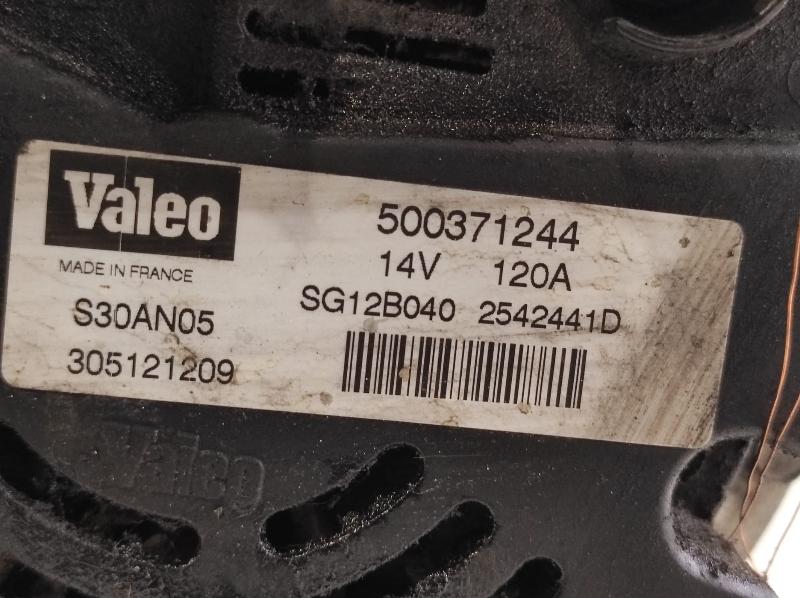 Valeo
MADE IN FRANCE
S30AN05
305121209
500371244
14V 120A
SG12B040 2542441D
Valeo